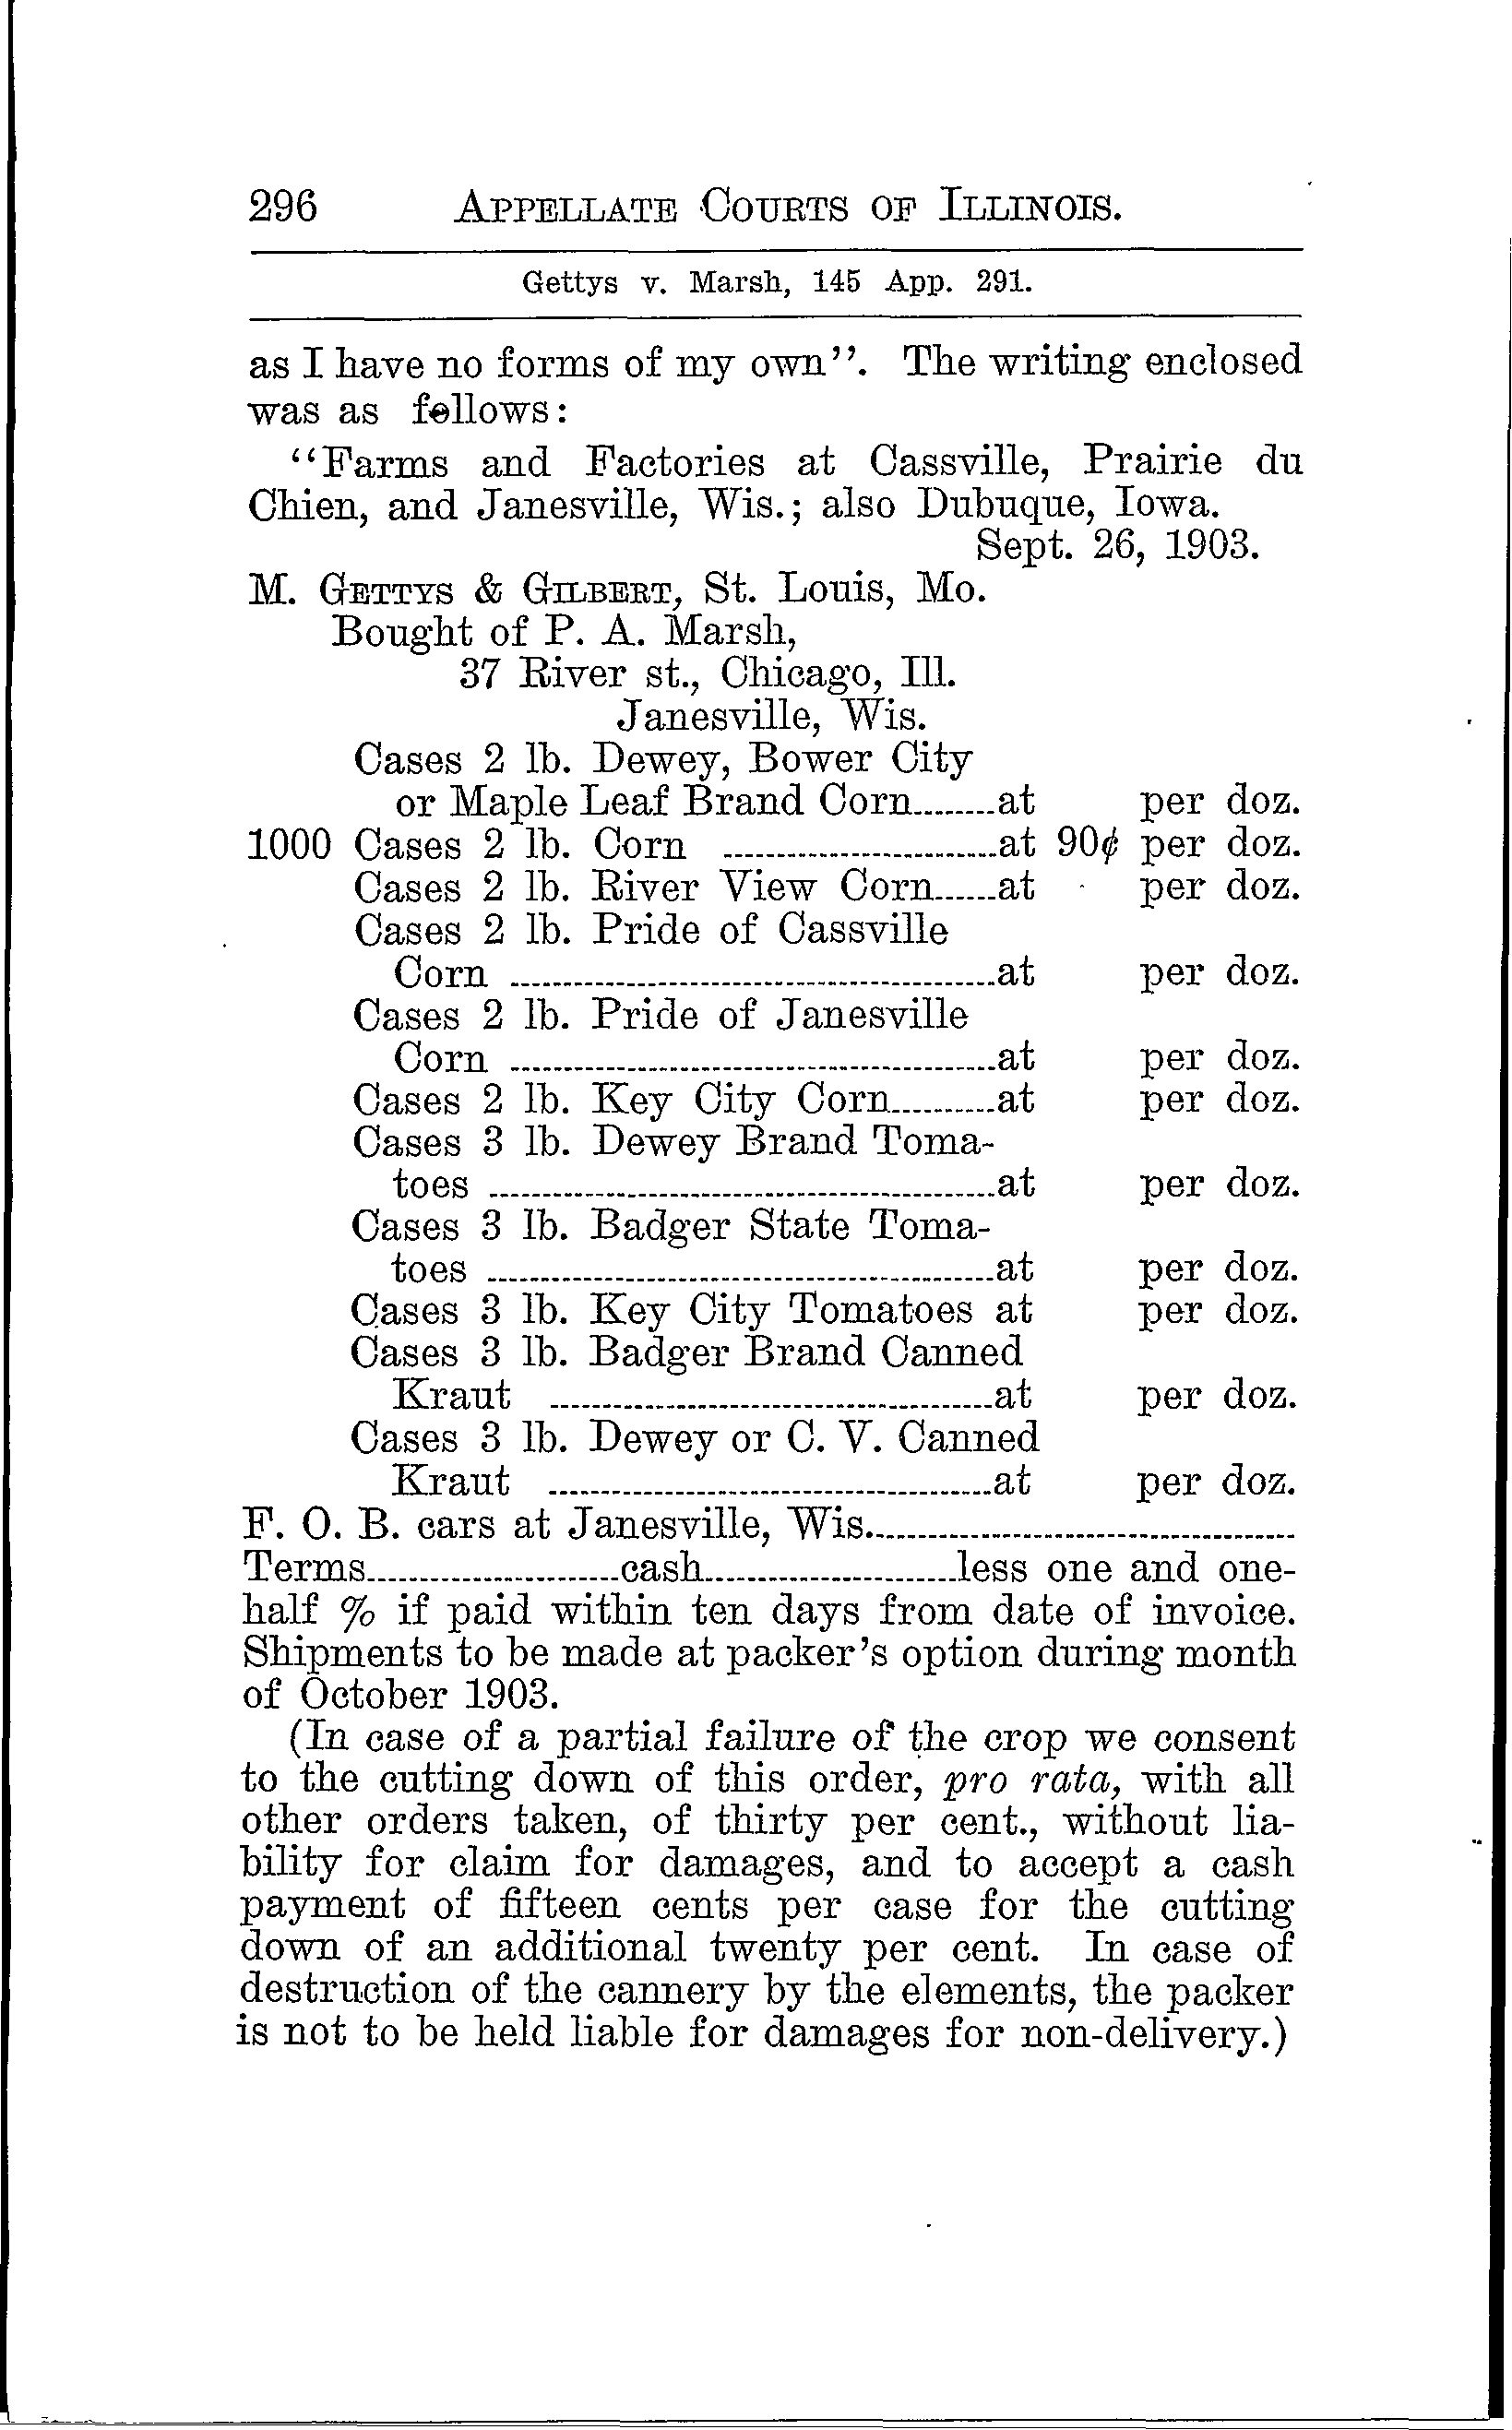 296 APPELLATE COURTS OF ILLINOIS.
Gettys v. Marsh, 145 App. 291.
as I have no forms of my own’’. The writing enclosed
was as fellows:
‘‘Farms and Factories at Cassville, Prairie du
Chien, and Janesville, Wis.; also Dubuque, Iowa.
Sept. 26, 1903.
M. GETTYS & GILBERT, St. Louis, Mo.
Bought of P. A. Marsh,
37 River st., Chicago, Ill.
Janesville, Wis.
Cases 2 lb. Dewey, Bower City
or Maple Leaf Brand Corn........at per doz.
1000 Cases 2 lb. Corn ..........................at 90¢ per doz.
Cases 2 lb. River View Corn......at per doz.
Cases 2 lb. Pride of Cassville
Corn ..............................................at per doz.
Cases 2 lb. Pride of Janesville
Corn ..............................................at per doz.
Cases 2 lb. Key City Corn..........at per doz.
Cases 3 lb. Dewey Brand Toma-
toes ................................................at per doz.
Cases 3 lb. Badger State Toma-
toes ................................................at per doz.
Cases 3 lb. Key City Tomatoes at per doz.
Cases 3 lb. Badger Brand Canned
Kraut ..........................................at per doz.
Cases 3 lb. Dewey or C. V. Canned
Kraut ..........................................at per doz.
F. O. B. cars at Janesville, Wis.........................................
Terms........................cash........................less one and one-
half % if paid within ten days from date of invoice.
Shipments to be made at packer’s option during month
of October 1903.
(In case of a partial failure of the crop we consent
to the cutting down of this order, pro rata, with all
other orders taken, of thirty per cent., without lia-
bility for claim for damages, and to accept a cash
payment of fifteen cents per case for the cutting
down of an additional twenty per cent. In case of
destruction of the cannery by the elements, the packer
is not to be held liable for damages for non-delivery.)